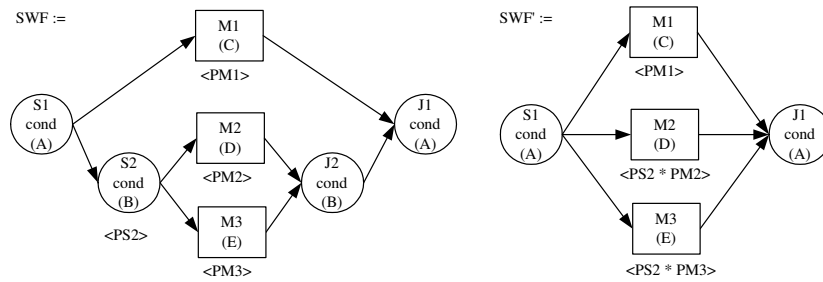 SWF :=
M1
(C)
<PM1>
S1
cond
(A)
M2
(D)
<PM2>
S2
cond
(B)
<PS2>
M3
(E)
<PM3>
J2
cond
(B)
J1
cond
(A)
SWF' :=
M1
(C)
<PM1>
S1
cond
(A)
M2
(D)
<PS2 * PM2>
M3
(E)
<PS2 * PM3>
J1
cond
(A)